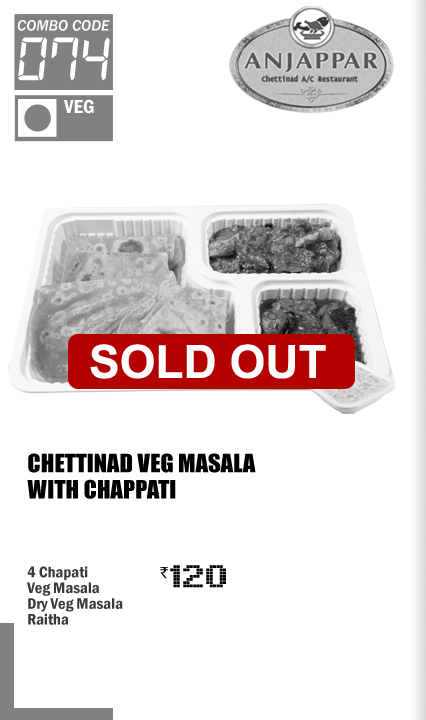 COMBO CODE
074
VEG
ANJAPPAR
Chettinad A/C Restaurant
SOLD OUT
CHETTINAD VEG MASALA
WITH CHAPPATI
4 Chapati
Veg Masala
Dry Veg Masala
Raitha
₹120